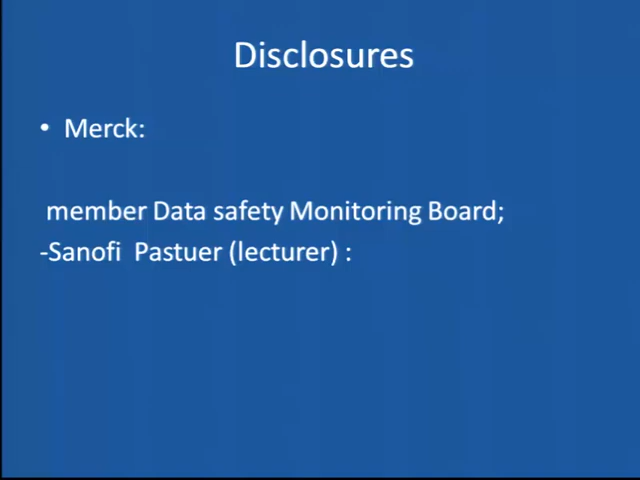 Disclosures
• Merck:
member Data safety Monitoring Board;
-Sanofi Pastuer (lecturer) :